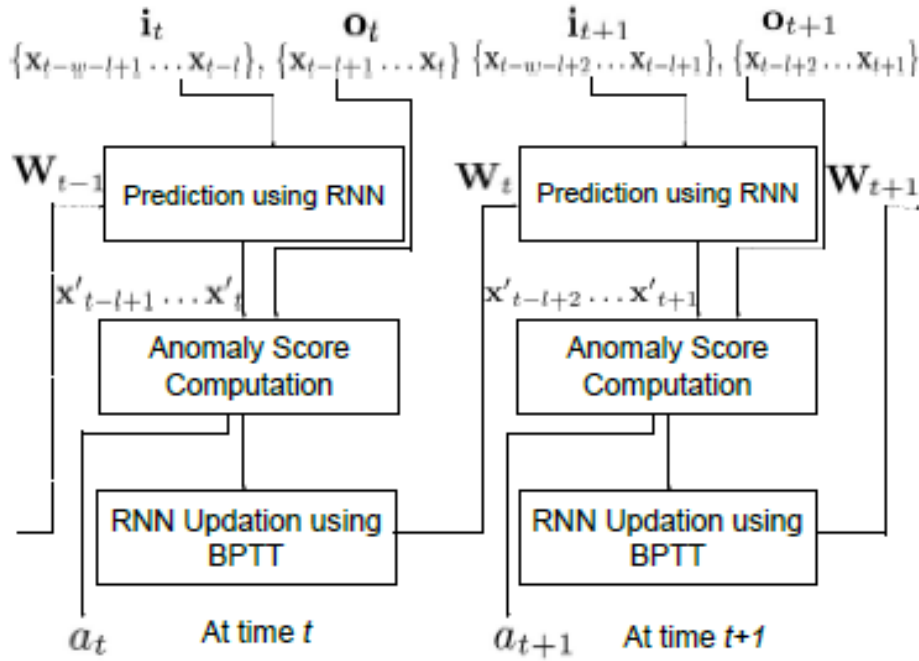 i_t o_t i_{t+1} o_{t+1}
{x_{t-w-l+1} ... x_{t-l}}, {x_{t-l+1} ... x_t} {x_{t-w-l+2} ... x_{t-l+1}}, {x_{t-l+2} ... x_{t+1}}
W_{t-1}
Prediction using RNN
W_t
Prediction using RNN
W_{t+1}
x'_{t-l+1} ... x'_t
x'_{t-l+2} ... x'_{t+1}
Anomaly Score
Computation
Anomaly Score
Computation
RNN Updation using
BPTT
RNN Updation using
BPTT
a_t
At time t
a_{t+1}
At time t+1